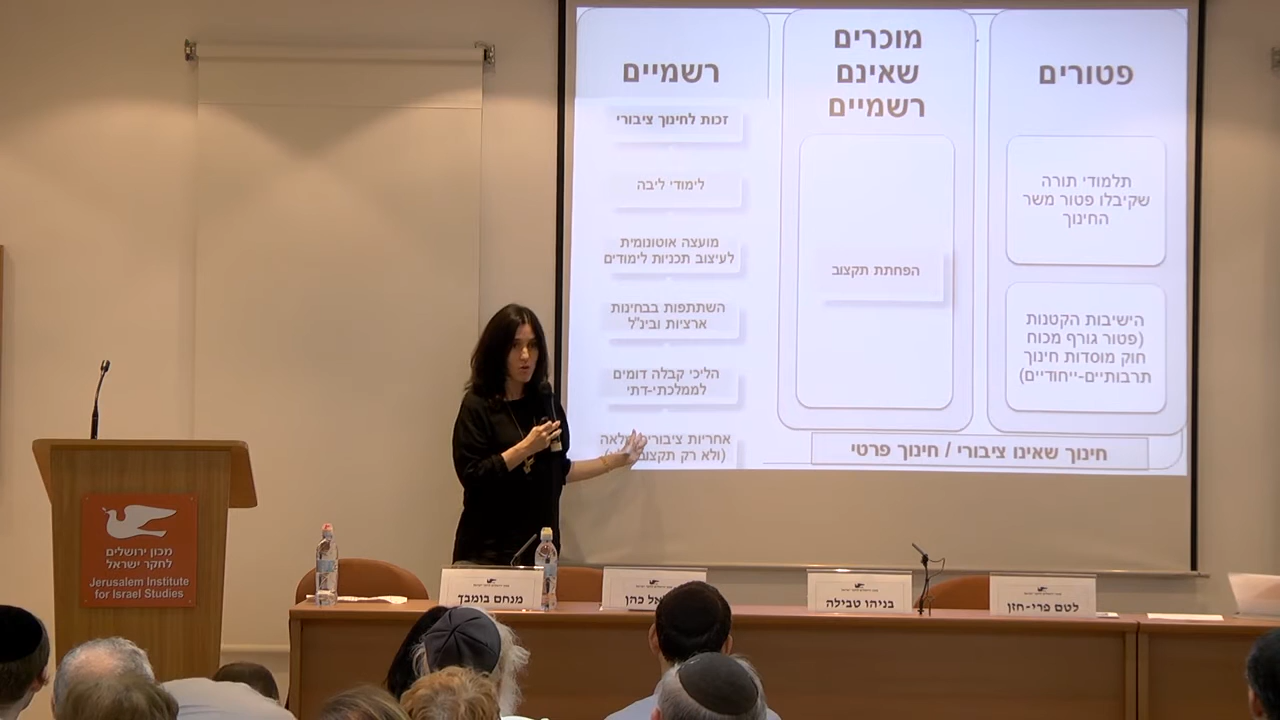 פטורים
תלמודי תורה
שקיבלו פטור משר
החינוך
הישיבות הקטנות
(פטור גורף מכוח
חוק מוסדות חינוך
תרבותיים-ייחודיים)
מוכרים
שאינם
רשמיים
הפחתת תקצוב
חינוך שאינו ציבורי / חינוך פרטי
רשמיים
זכות לחינוך ציבורי
לימודי ליבה
מועצה אוטונומית
לעיצוב תכניות לימודים
השתתפות בבחינות
ארציות ובינ"ל
הליכי קבלה דומים
לממלכתי-דתי
אחריות ציבורית
(ולא רק תקצוב
מכון ירושלים
לחקר ישראל
Jerusalem Institute
for Israel Studies
מנחם בומבך
כהן
בניהו טבילה
לטם פרי-חזן